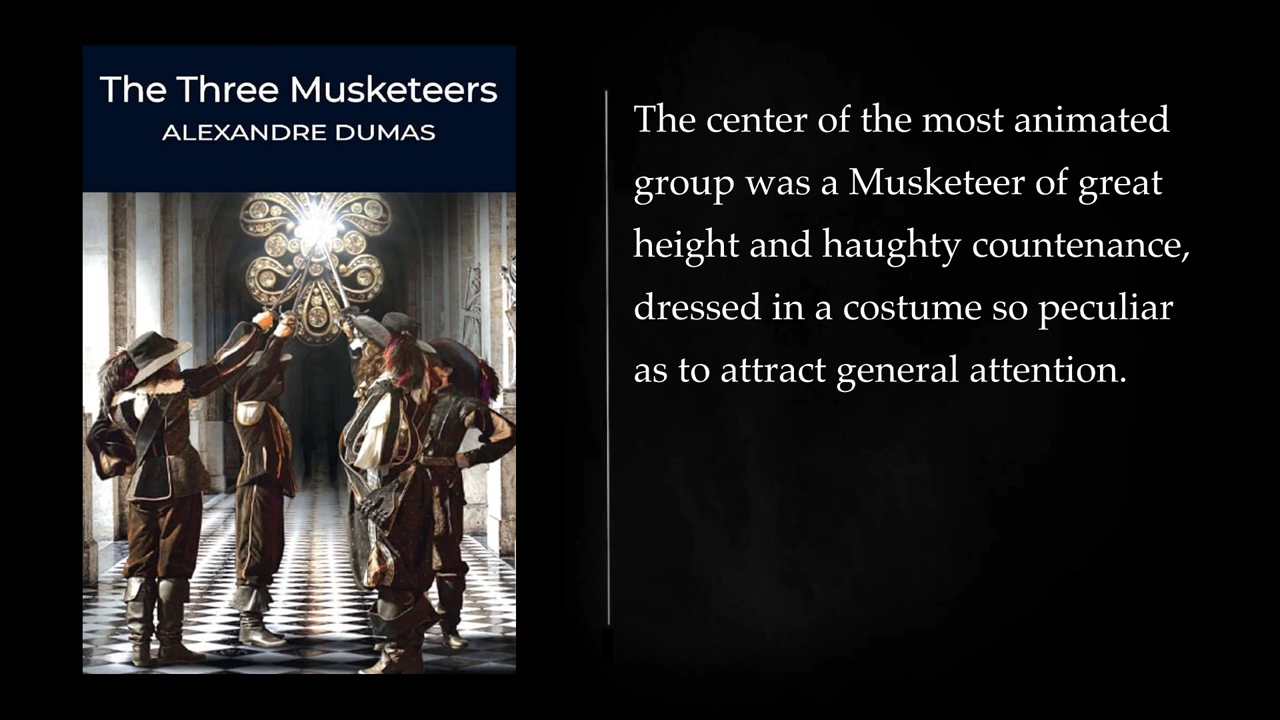 The Three Musketeers
ALEXANDRE DUMAS
The center of the most animated
group was a Musketeer of great
height and haughty countenance,
dressed in a costume so peculiar
as to attract general attention.